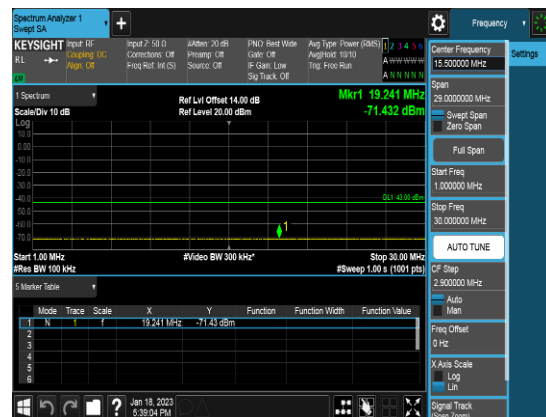 Spectrum Analyzer 1
Swept SA
Frequency
KEYSIGHT Input: RF Input Z: 50 Ω #Atten: 20 dB PNO: Best Wide Avg Type: Power (RMS) 1 2 3 4 5 6
R L Coupling: DC Corrections: Off Preamp: Off Gate: Off Avg|Hold: 10/10
Align: Off Freq Ref: Int (S) Source: Off IF Gain: Low Trig: Free Run
Sig Track: Off A N N N N N
Center Frequency
15.500000 MHz
Settings
Span
29.0000000 MHz
Swept Span
Zero Span
Full Span
Start Freq
1.000000 MHz
Stop Freq
30.000000 MHz
AUTO TUNE
CF Step
2.900000 MHz
Auto
Man
Freq Offset
0 Hz
X Axis Scale
Log
Lin
Signal Track
(Span Zoom)
1 Spectrum
Ref Lvl Offset 14.00 dB
Mkr1 19.241 MHz
Scale/Div 10 dB
Ref Level 20.00 dBm
-71.432 dBm
Log
10.0
0.00
-10.0
-20.0
-30.0
-40.0
DL1 -43.00 dBm
-50.0
-60.0
-70.0
1
Start 1.00 MHz #Video BW 300 kHz* Stop 30.00 MHz
#Res BW 100 kHz #Sweep 1.00 s (1001 pts)
5 Marker Table
Mode Trace Scale X Y Function Function Width Function Value
1 N 1 f 19.241 MHz -71.43 dBm
2
3
4
5
6
? Jan 18, 2023
5:39:04 PM